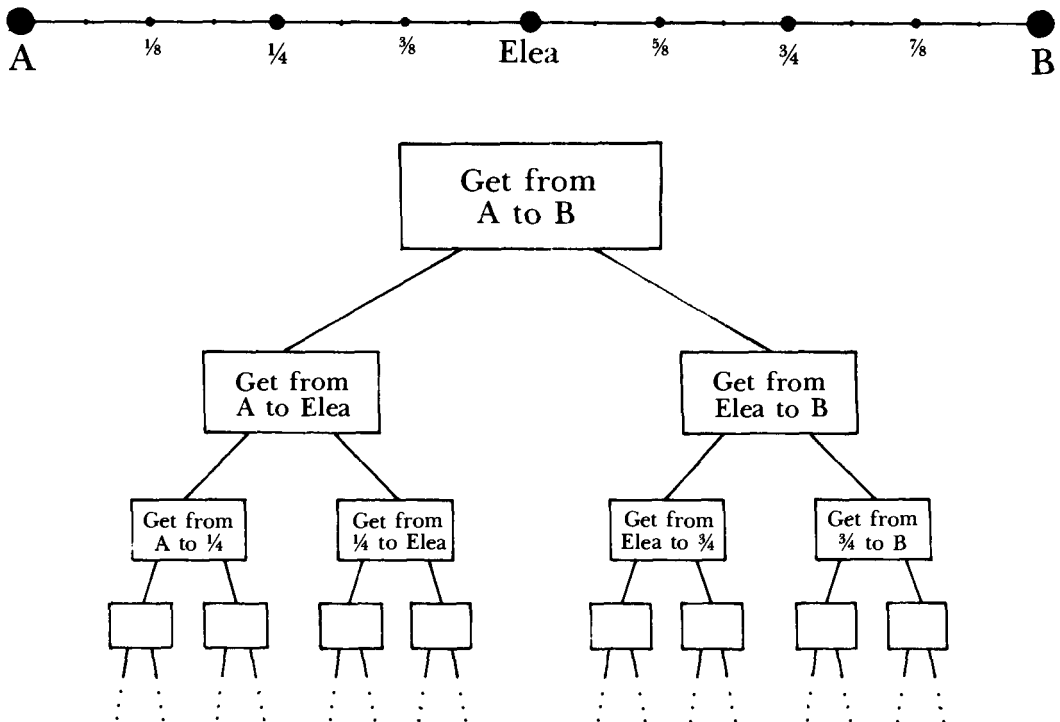 A ⅛ ¼ ⅜ Elea ⅝ ¾ ⅞ B
Get from
A to B
Get from
A to Elea
Get from
Elea to B
Get from
A to ¼
Get from
¼ to Elea
Get from
Elea to ¾
Get from
¾ to B